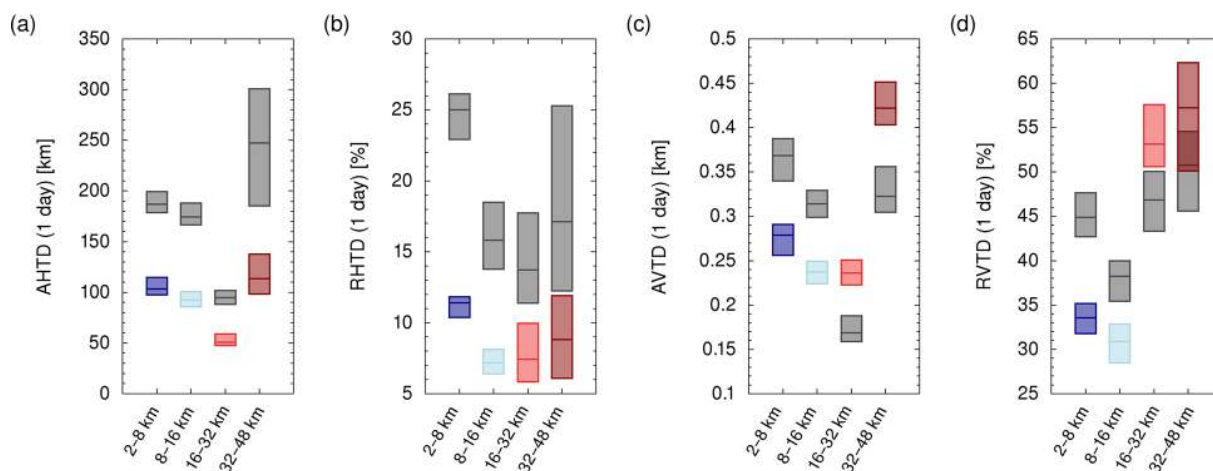 (a)
AHTD (1 day) [km]
350
300
250
200
150
100
50
0
2−8 km
8−16 km
16−32 km
32−48 km
(b)
RHTD (1 day) [%]
30
25
20
15
10
5
2−8 km
8−16 km
16−32 km
32−48 km
(c)
AVTD (1 day) [km]
0.5
0.45
0.4
0.35
0.3
0.25
0.2
0.15
0.1
2−8 km
8−16 km
16−32 km
32−48 km
(d)
RVTD (1 day) [%]
65
60
55
50
45
40
35
30
25
2−8 km
8−16 km
16−32 km
32−48 km